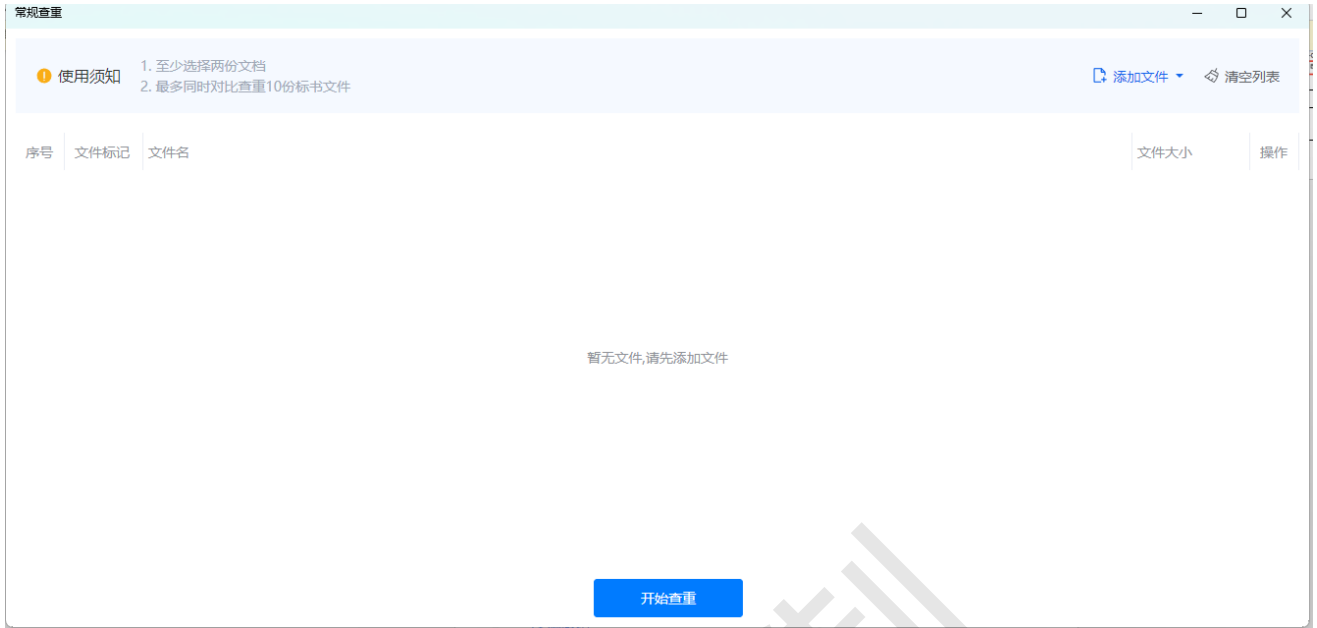 常规查重
使用须知
1. 至少选择两份文档
2. 最多同时对比查重10份标书文件
添加文件
清空列表
序号 文件标记 文件名 文件大小 操作
暂无文件,请先添加文件
开始查重